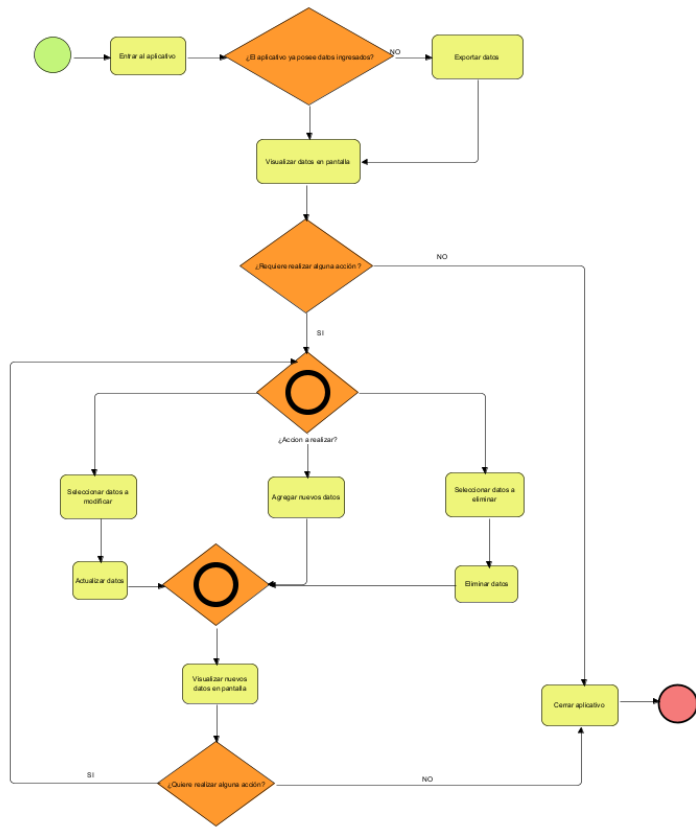 Entrar al aplicativo
¿El aplicativo ya posee datos ingresados?
NO
Exportar datos
Visualizar datos en pantalla
¿Requiere realizar alguna acción ?
NO
SI
¿Accion a realizar?
Seleccionar datos a
modificar
Agregar nuevos datos
Seleccionar datos a
eliminar
Actualizar datos
Eliminar datos
Visualizar nuevos
datos en pantalla
Cerrar aplicativo
¿Quiere realizar alguna acción?
SI
NO